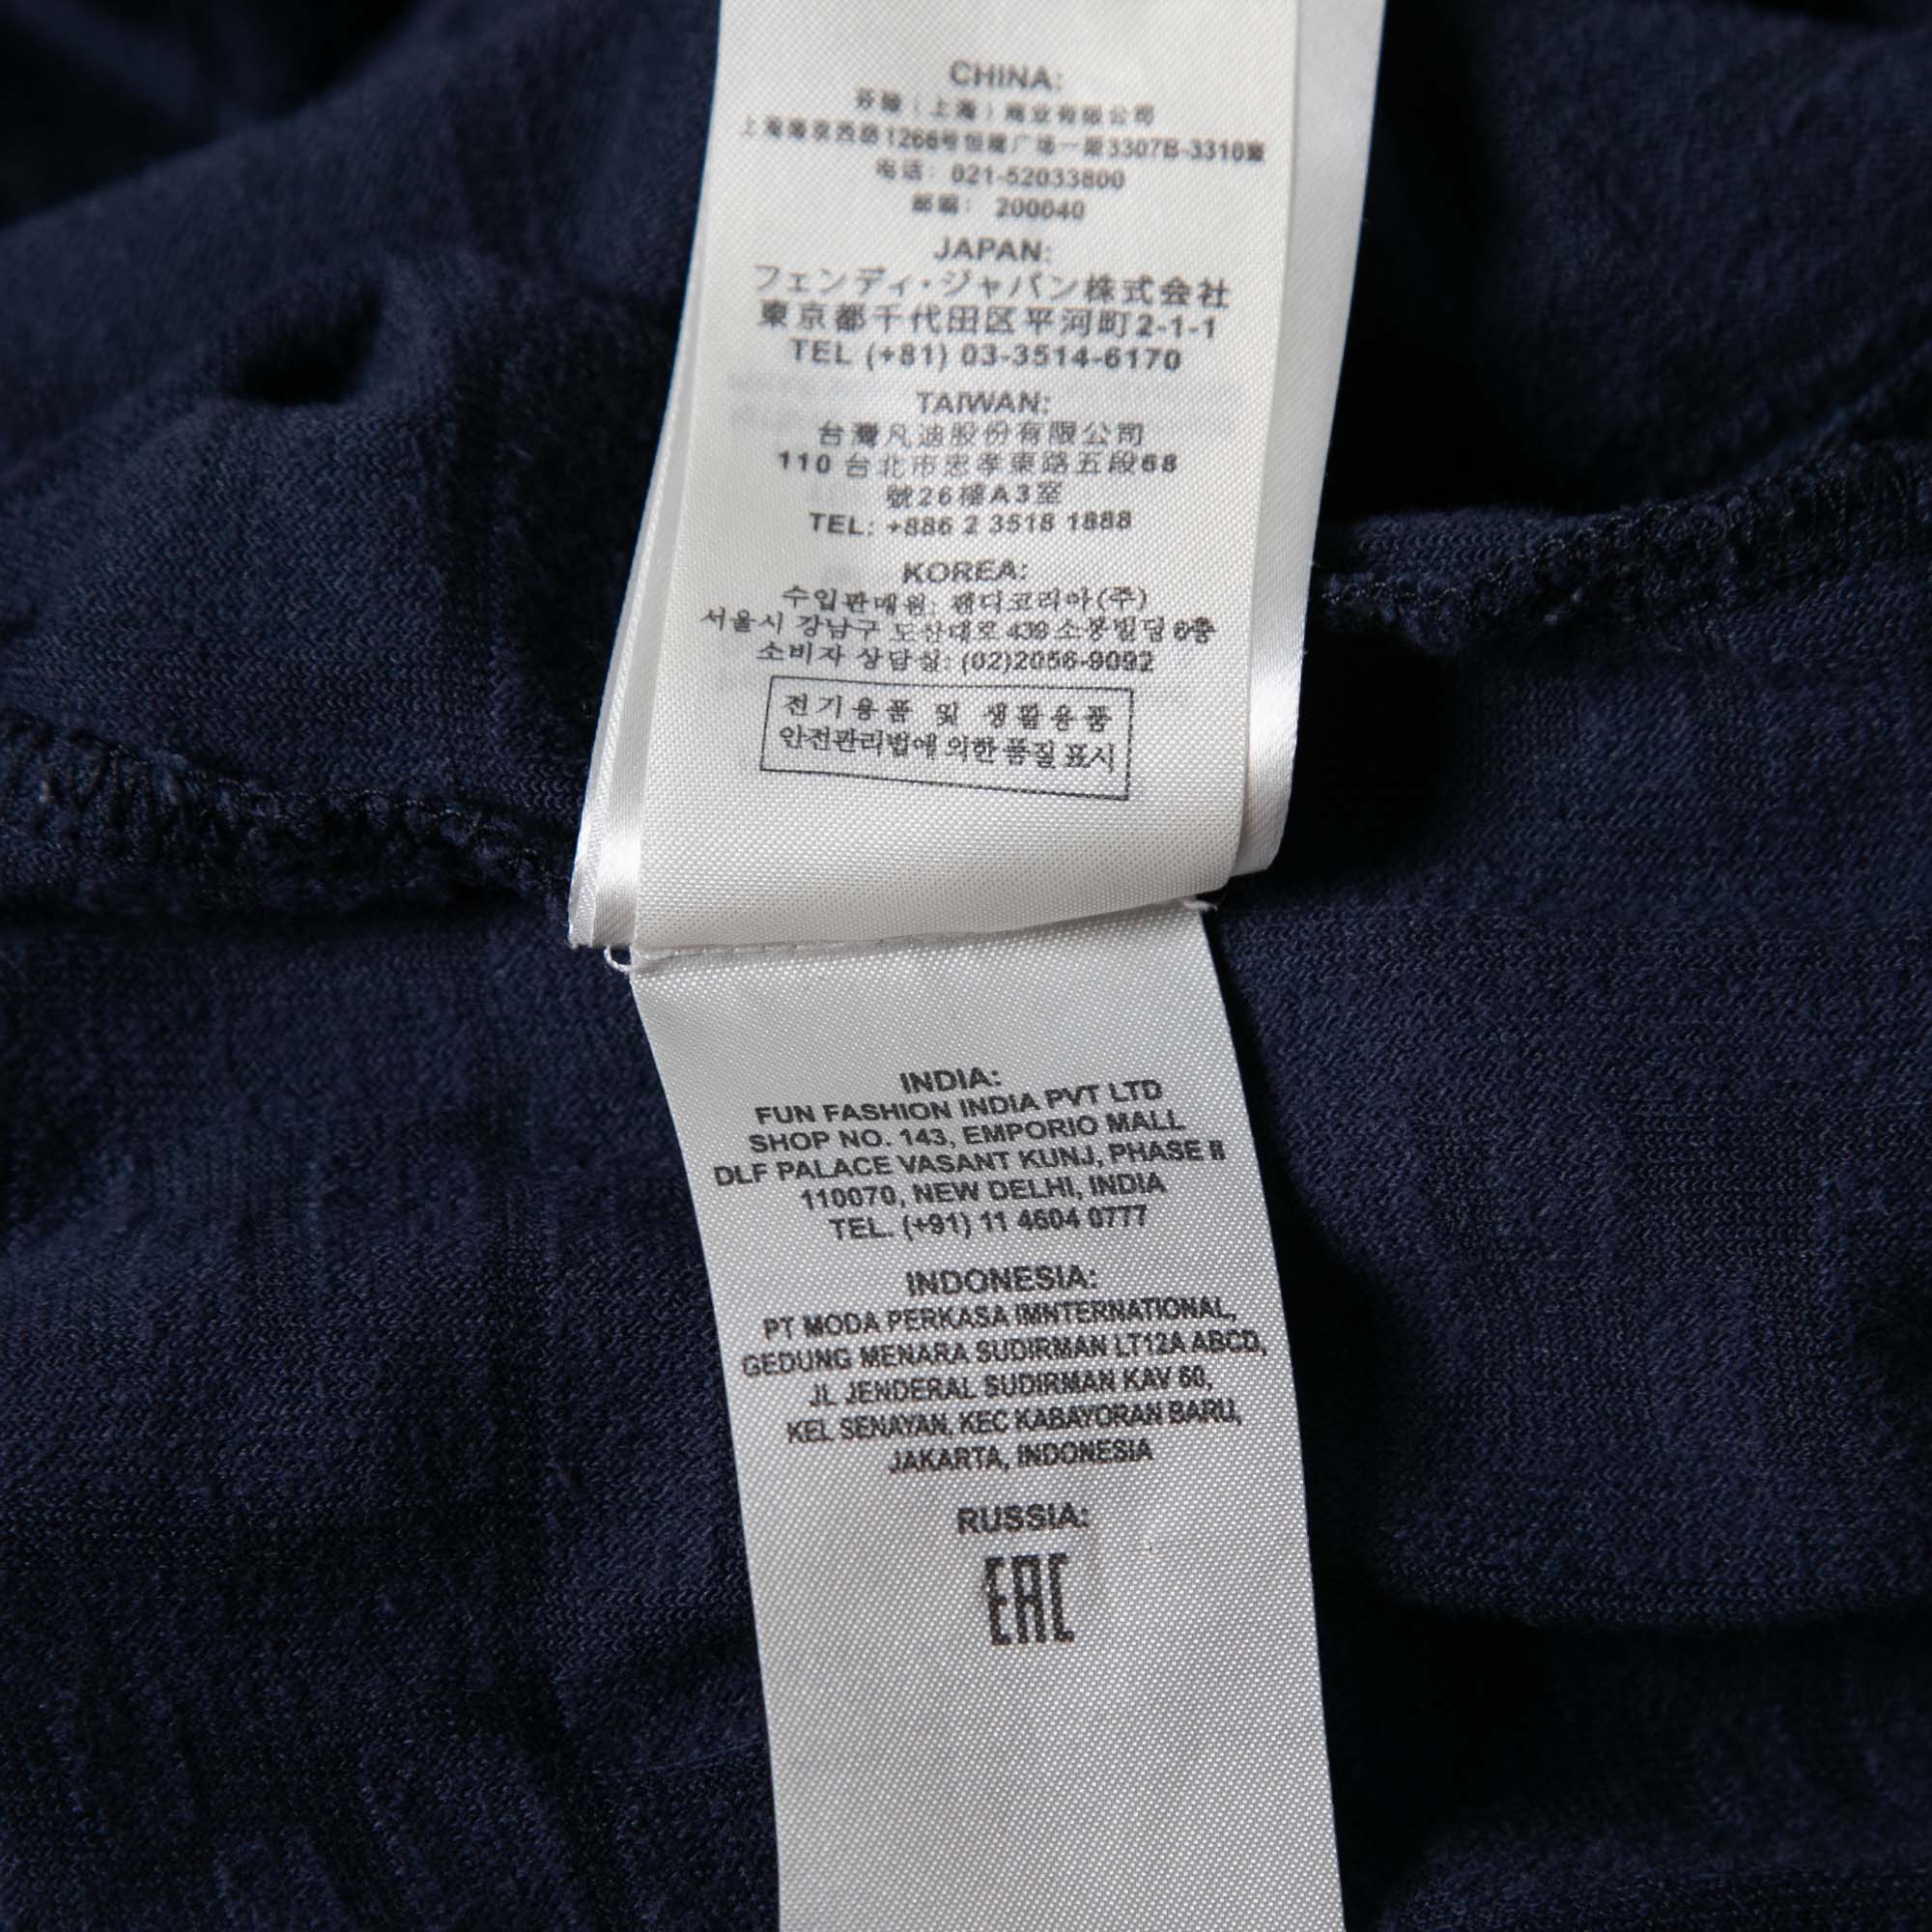 CHINA:
芬迪（上海）商业有限公司
上海南京西路1266号恒隆广场一期3307B-3310室
电话: 021-52033800
邮编: 200040
JAPAN:
フェンディ・ジャパン株式会社
東京都千代田区平河町2-1-1
TEL (+81) 03-3514-6170
TAIWAN:
台灣凡迪股份有限公司
110 台北市忠孝東路五段68
號26樓A3室
TEL: +886 2 3518 1888
KOREA:
수입판매원: 펜디코리아(주)
서울시 강남구 도산대로 439 소봉빌딩 6층
소비자 상담실: (02)2056-9092
전기용품 및 생활용품
안전관리법에 의한 품질표시
INDIA:
FUN FASHION INDIA PVT LTD
SHOP NO. 143, EMPORIO MALL
DLF PALACE VASANT KUNJ, PHASE II
110070, NEW DELHI, INDIA
TEL. (+91) 11 4604 0777
INDONESIA:
PT MODA PERKASA IMNTERNATIONAL,
GEDUNG MENARA SUDIRMAN LT12A ABCD,
JL JENDERAL SUDIRMAN KAV 60,
KEL SENAYAN, KEC KABAYORAN BARU,
JAKARTA, INDONESIA
RUSSIA:
EAC